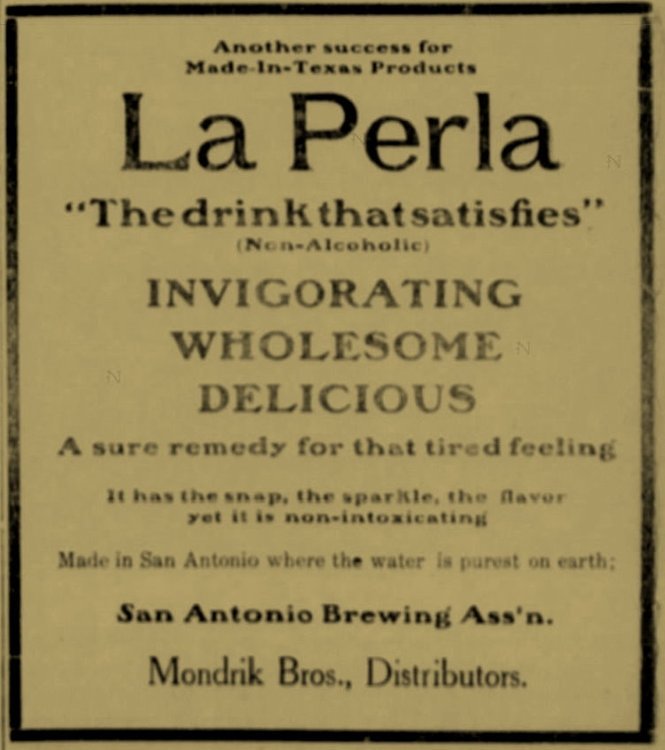 Another success for
Made-In-Texas Products
La Perla
"The drink that satisfies"
(Non-Alcoholic)
INVIGORATING
WHOLESOME
DELICIOUS
A sure remedy for that tired feeling
It has the snap, the sparkle, the flavor
yet it is non-intoxicating
Made in San Antonio where the water is purest on earth;
San Antonio Brewing Ass'n.
Mondrik Bros., Distributors.